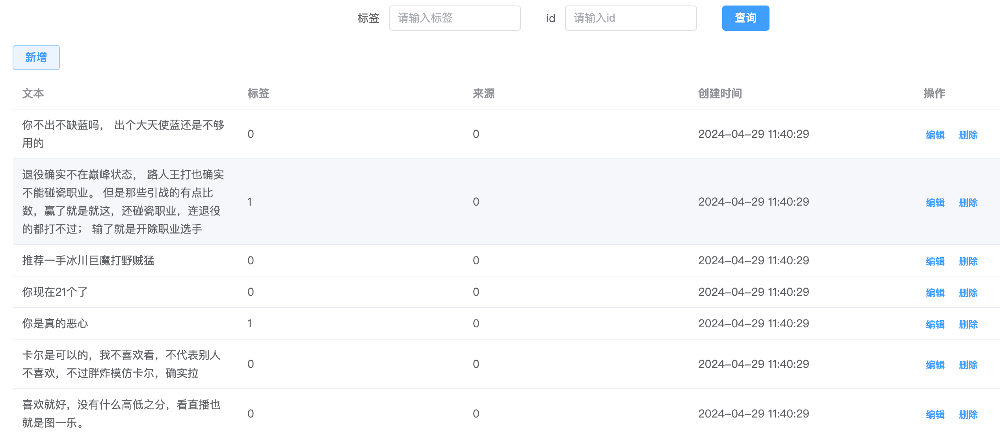 标签 请输入标签 id 请输入id 查询
新增
文本 标签 来源 创建时间 操作
你不出不缺蓝吗， 出个大天使蓝还是不够
用的
0 0 2024-04-29 11:40:29 编辑 删除
退役确实不在巅峰状态， 路人王打也确实
不能碰瓷职业。 但是那些引战的有点比
数，赢了就是就这，还碰瓷职业，连退役
的都打不过； 输了就是开除职业选手
1 0 2024-04-29 11:40:29 编辑 删除
推荐一手冰川巨魔打野贼猛 0 0 2024-04-29 11:40:29 编辑 删除
你现在21个了 0 0 2024-04-29 11:40:29 编辑 删除
你是真的恶心 1 0 2024-04-29 11:40:29 编辑 删除
卡尔是可以的，我不喜欢看，不代表别人
不喜欢，不过胖炸模仿卡尔，确实拉
0 0 2024-04-29 11:40:29 编辑 删除
喜欢就好，没有什么高低之分，看直播也
就是图一乐。
0 0 2024-04-29 11:40:29 编辑 删除